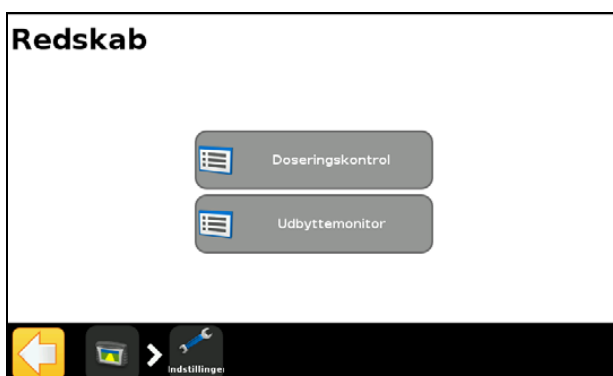 Redskab
Doseringskontrol
Udbyttemonitor
Indstillinger